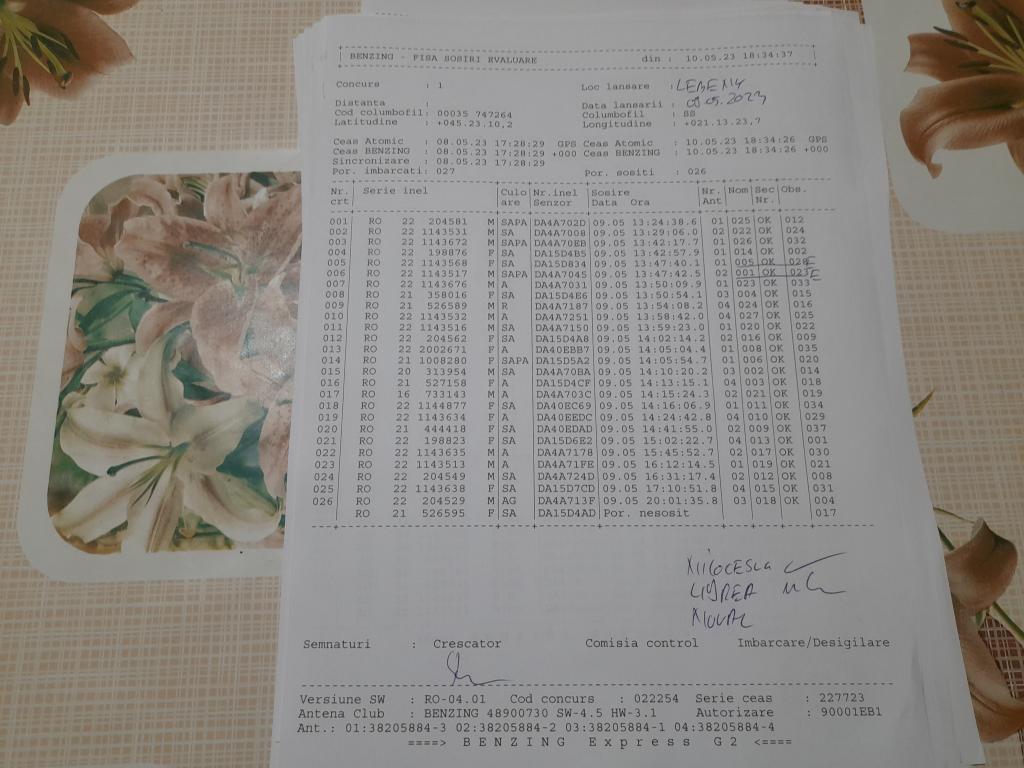 BENZING - FISA SOSIRI EVALUARE din : 10.05.23 18:34:37
Concurs : 1 Loc lansare :
Distanta : Data lansarii :
Cod columbofil: 00035 747264 Columbofil : SS
Latitudine : +045.23.10,2 Longitudine : +021.13.23,7
Ceas Atomic : 08.05.23 17:28:29 GPS Ceas Atomic : 10.05.23 18:34:26 GPS
Ceas BENZING : 08.05.23 17:28:29 +000 Ceas BENZING : 10.05.23 18:34:26 +000
Sincronizare : 08.05.23 17:28:29
Por. imbarcati: 027 Por. sositi : 026
Nr. Serie inel Culo Nr.inel Sosire Nr. Nom Sec Obs.
crt are Senzor Data Ora Ant Nr.
001 RO 22 204581 M SAPA DA4A702D 09.05 13:24:38.6 01 025 OK 012
002 RO 22 1143531 M SA DA4A7008 09.05 13:29:06.0 02 022 OK 024
003 RO 22 1143672 M SAPA DA4A70EB 09.05 13:42:17.7 01 026 OK 032
004 RO 22 198876 F SA DA15D4B5 09.05 13:42:57.9 01 014 OK 002
005 RO 22 1143568 F SA DA15D834 09.05 13:47:40.1 01 005 OK
006 RO 22 1143517 M SAPA DA4A7045 09.05 13:47:42.5 02 001 OK 023
007 RO 22 1143676 M A DA4A7031 09.05 13:50:09.9 01 023 OK 033
008 RO 21 358016 F SA DA15D4E6 09.05 13:50:54.1 03 004 OK 015
009 RO 21 526589 M R DA4A7187 09.05 13:54:08.2 04 024 OK 016
010 RO 22 1143532 M A DA4A7251 09.05 13:58:42.0 04 027 OK 025
011 RO 22 1143516 M SA DA4A7150 09.05 13:59:23.0 01 020 OK 022
012 RO 22 204562 F SA DA15D4A8 09.05 14:02:14.2 02 016 OK 009
013 RO 22 2002671 F A DA40EBB7 09.05 14:05:04.4 01 008 OK 035
014 RO 21 1008280 F SAPA DA15D5A2 09.05 14:05:54.7 01 006 OK 020
015 RO 20 313954 M SA DA4A70BA 09.05 14:10:20.2 03 002 OK 014
016 RO 21 527158 F A DA15D4CF 09.05 14:13:15.1 04 003 OK 018
017 RO 16 733143 M A DA4A703C 09.05 14:15:24.3 02 021 OK 019
018 RO 22 1144877 F SA DA40EC69 09.05 14:16:06.9 01 011 OK 034
019 RO 22 1143634 F A DA40EEDC 09.05 14:24:42.8 04 010 OK 029
020 RO 21 444418 F SA DA40EDAD 09.05 14:41:55.0 02 009 OK 037
021 RO 22 198823 F SA DA15D6E2 09.05 15:02:22.7 04 013 OK 001
022 RO 22 1143635 M A DA4A7178 09.05 15:45:52.7 02 017 OK 030
023 RO 22 1143513 M A DA4A71FE 09.05 16:12:14.5 01 019 OK 021
024 RO 22 204549 M SA DA4A724D 09.05 16:31:17.4 02 012 OK 008
025 RO 22 1143638 F SA DA15D7CD 09.05 17:10:51.8 04 015 OK 031
026 RO 22 204529 M AG DA4A713F 09.05 20:01:35.8 03 018 OK 004
RO 21 526595 F SA DA15D4AD Por. nesosit 017
Semnaturi : Crescator Comisia control Imbarcare/Desigilare
Versiune SW : RO-04.01 Cod concurs : 022254 Serie ceas : 227723
Antena Club : BENZING 48900730 SW-4.5 HW-3.1 Autorizare : 90001EB1
Ant.: 01:38205884-3 02:38205884-2 03:38205884-1 04:38205884-4
====> B E N Z I N G E x p r e s s G 2 <====